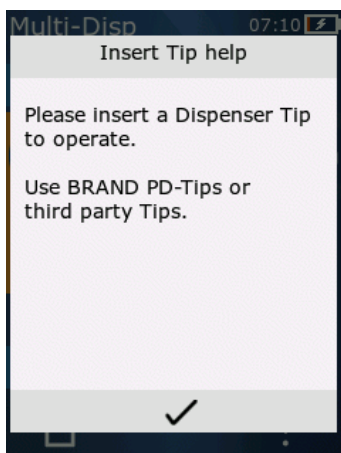 Multi-Disp 07:10
Insert Tip help
Please insert a Dispenser Tip
to operate.
Use BRAND PD-Tips or
third party Tips.